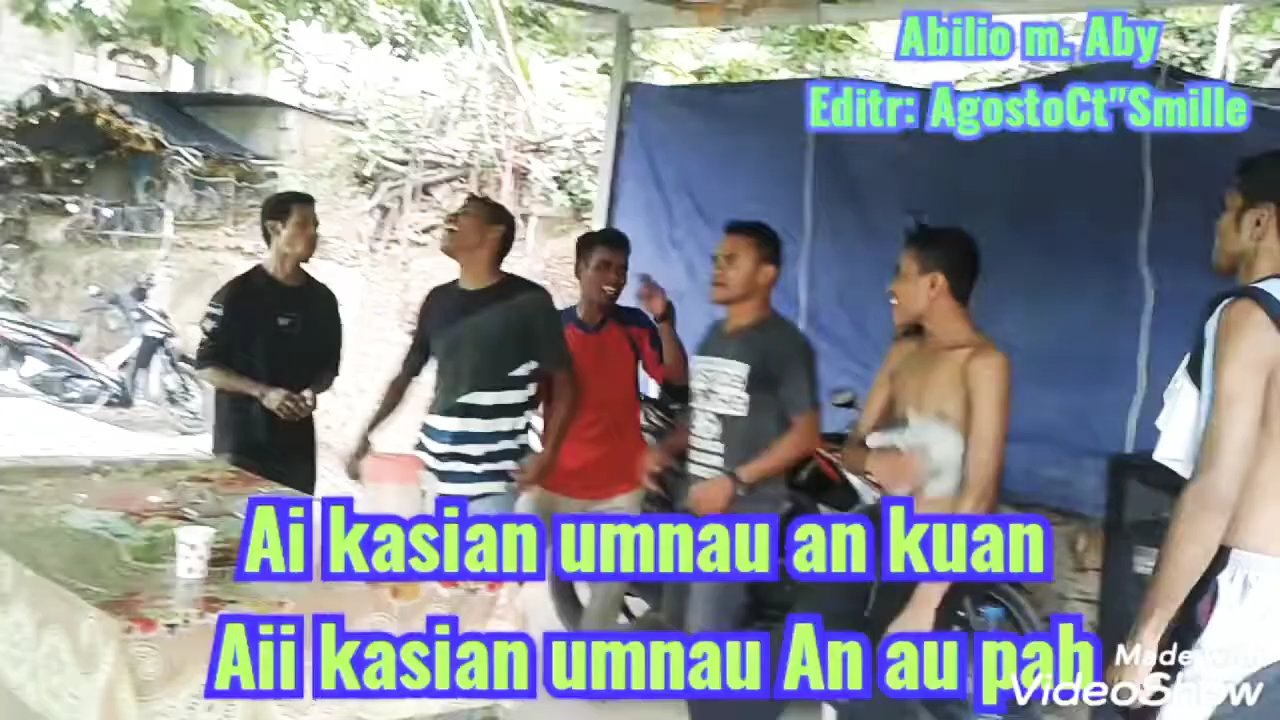 Abilio m. Aby
Editr: AgostoCt"Smille
Ai kasian umnau an kuan
Aii kasian umnau An au pah
Made with
VideoShow